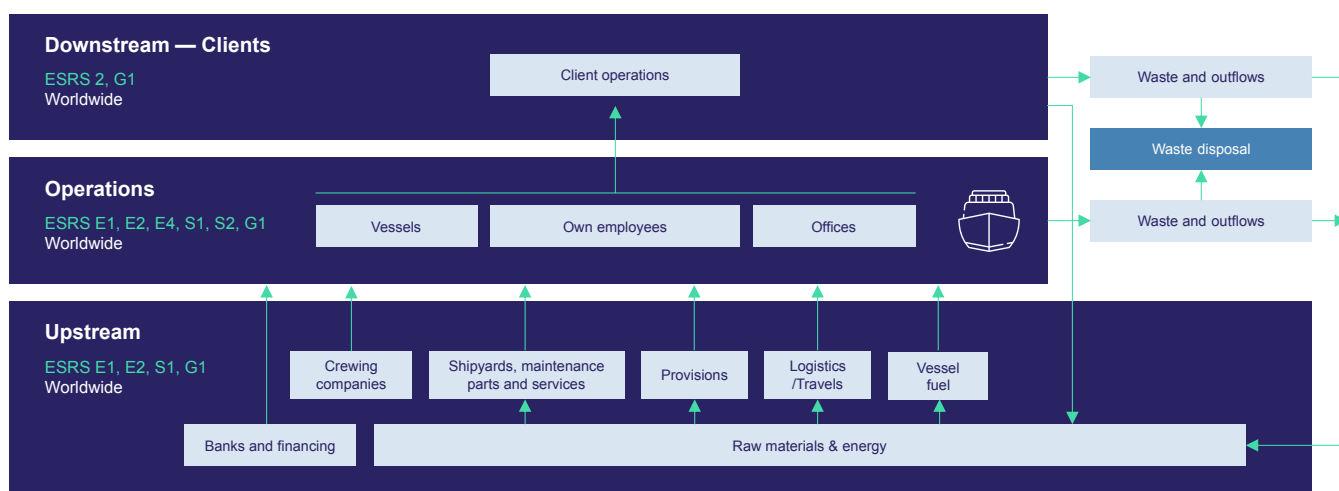 Downstream — Clients
ESRS 2, G1
Worldwide
Client operations
Waste and outflows
Waste disposal
Operations
ESRS E1, E2, E4, S1, S2, G1
Worldwide
Vessels
Own employees
Offices
Waste and outflows
Upstream
ESRS E1, E2, S1, G1
Worldwide
Crewing
companies
Shipyards, maintenance
parts and services
Provisions
Logistics
/Travels
Vessel
fuel
Banks and financing
Raw materials & energy